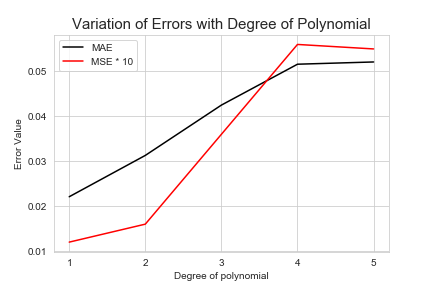 Variation of Errors with Degree of Polynomial
MAE
MSE * 10
0.05
0.04
0.03
0.02
0.01
Error Value
1 2 3 4 5
Degree of polynomial